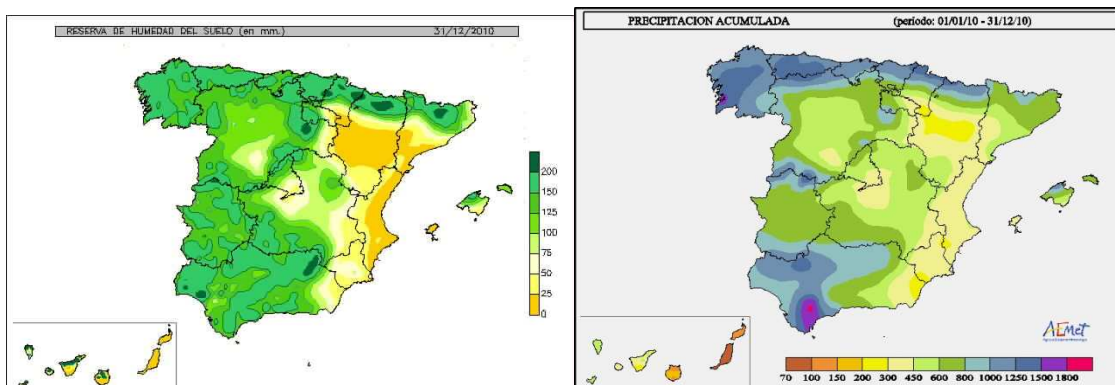 RESERVA DE HUMEDAD DEL SUELO (en mm.) 31/12/2010
200
150
100
75
50
25
0
PRECIPITACION ACUMULADA (periodo: 01/01/10 - 31/12/10)
AEmet
70 100 150 200 300 450 600 800 1000 1250 1500 1800